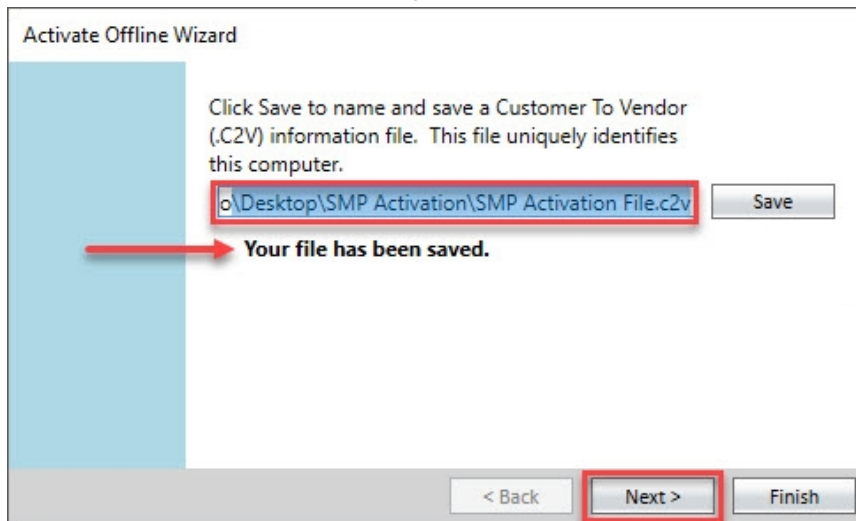 Activate Offline Wizard
Click Save to name and save a Customer To Vendor
(.C2V) information file.  This file uniquely identifies
this computer.
o\Desktop\SMP Activation\SMP Activation File.c2v
Save
Your file has been saved.
< Back
Next >
Finish